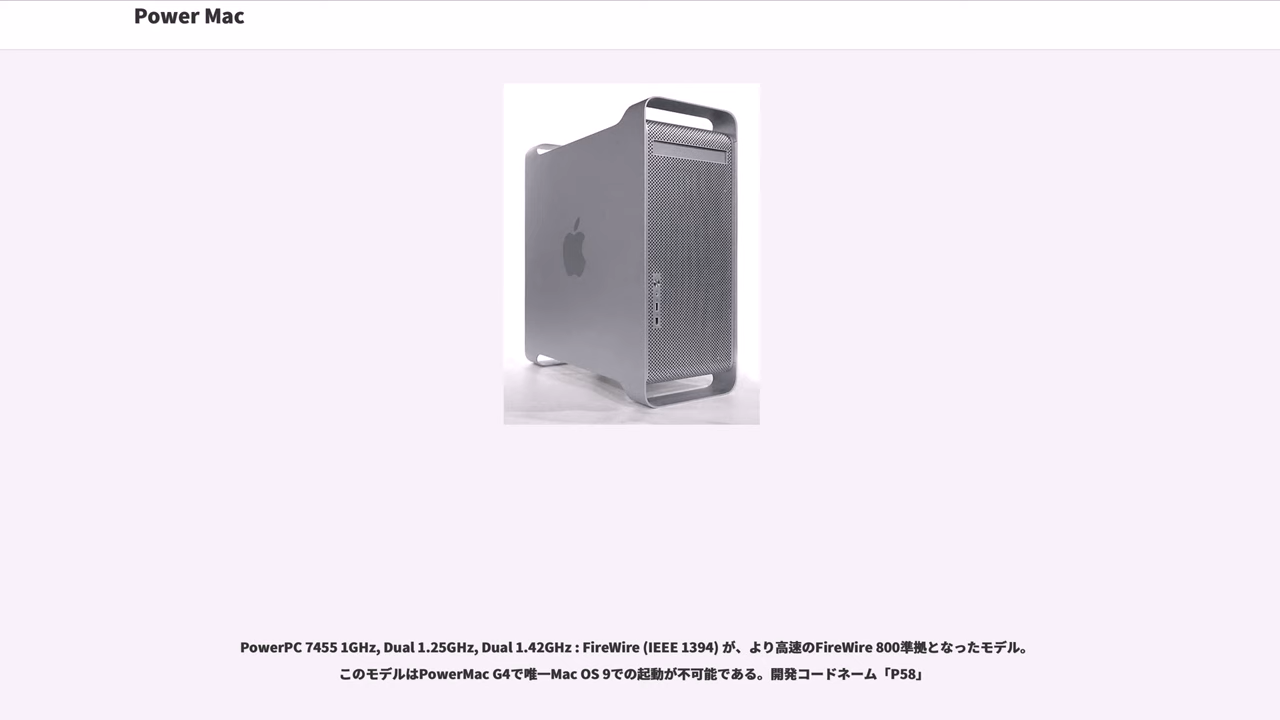 Power Mac
PowerPC 7455 1GHz, Dual 1.25GHz, Dual 1.42GHz : FireWire (IEEE 1394) が、より高速のFireWire 800準拠となったモデル。
このモデルはPowerMac G4で唯一Mac OS 9での起動が不可能である。開発コードネーム「P58」